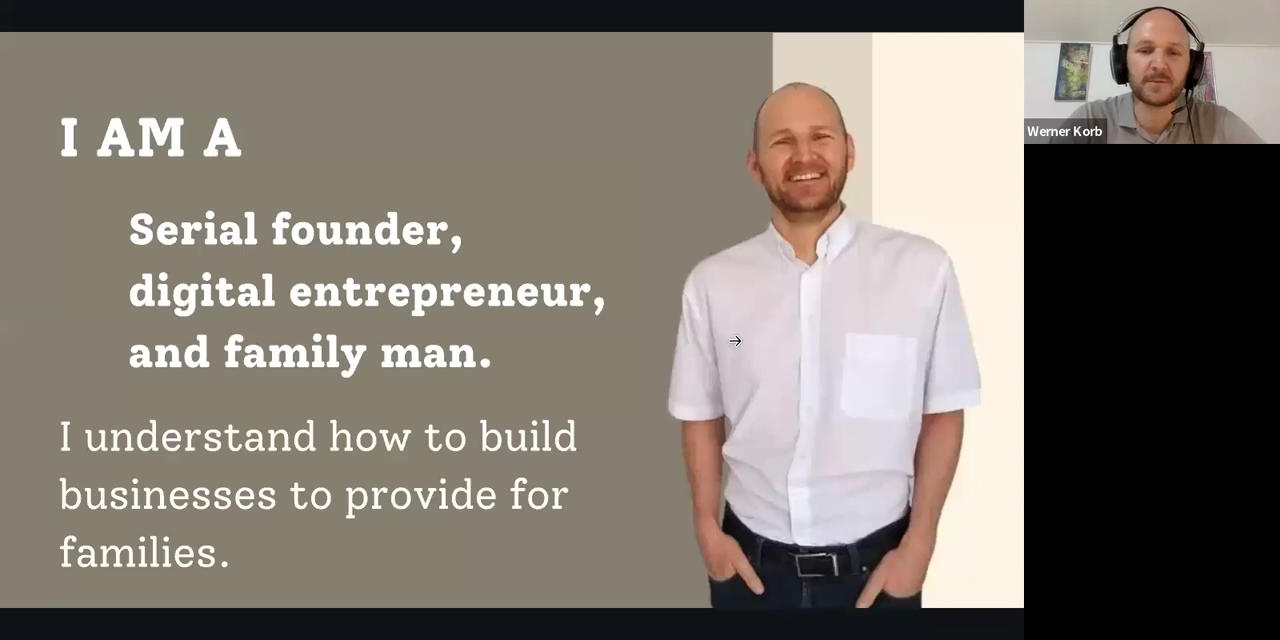 I AM A
Serial founder,
digital entrepreneur,
and family man.
I understand how to build
businesses to provide for
families.
Werner Korb